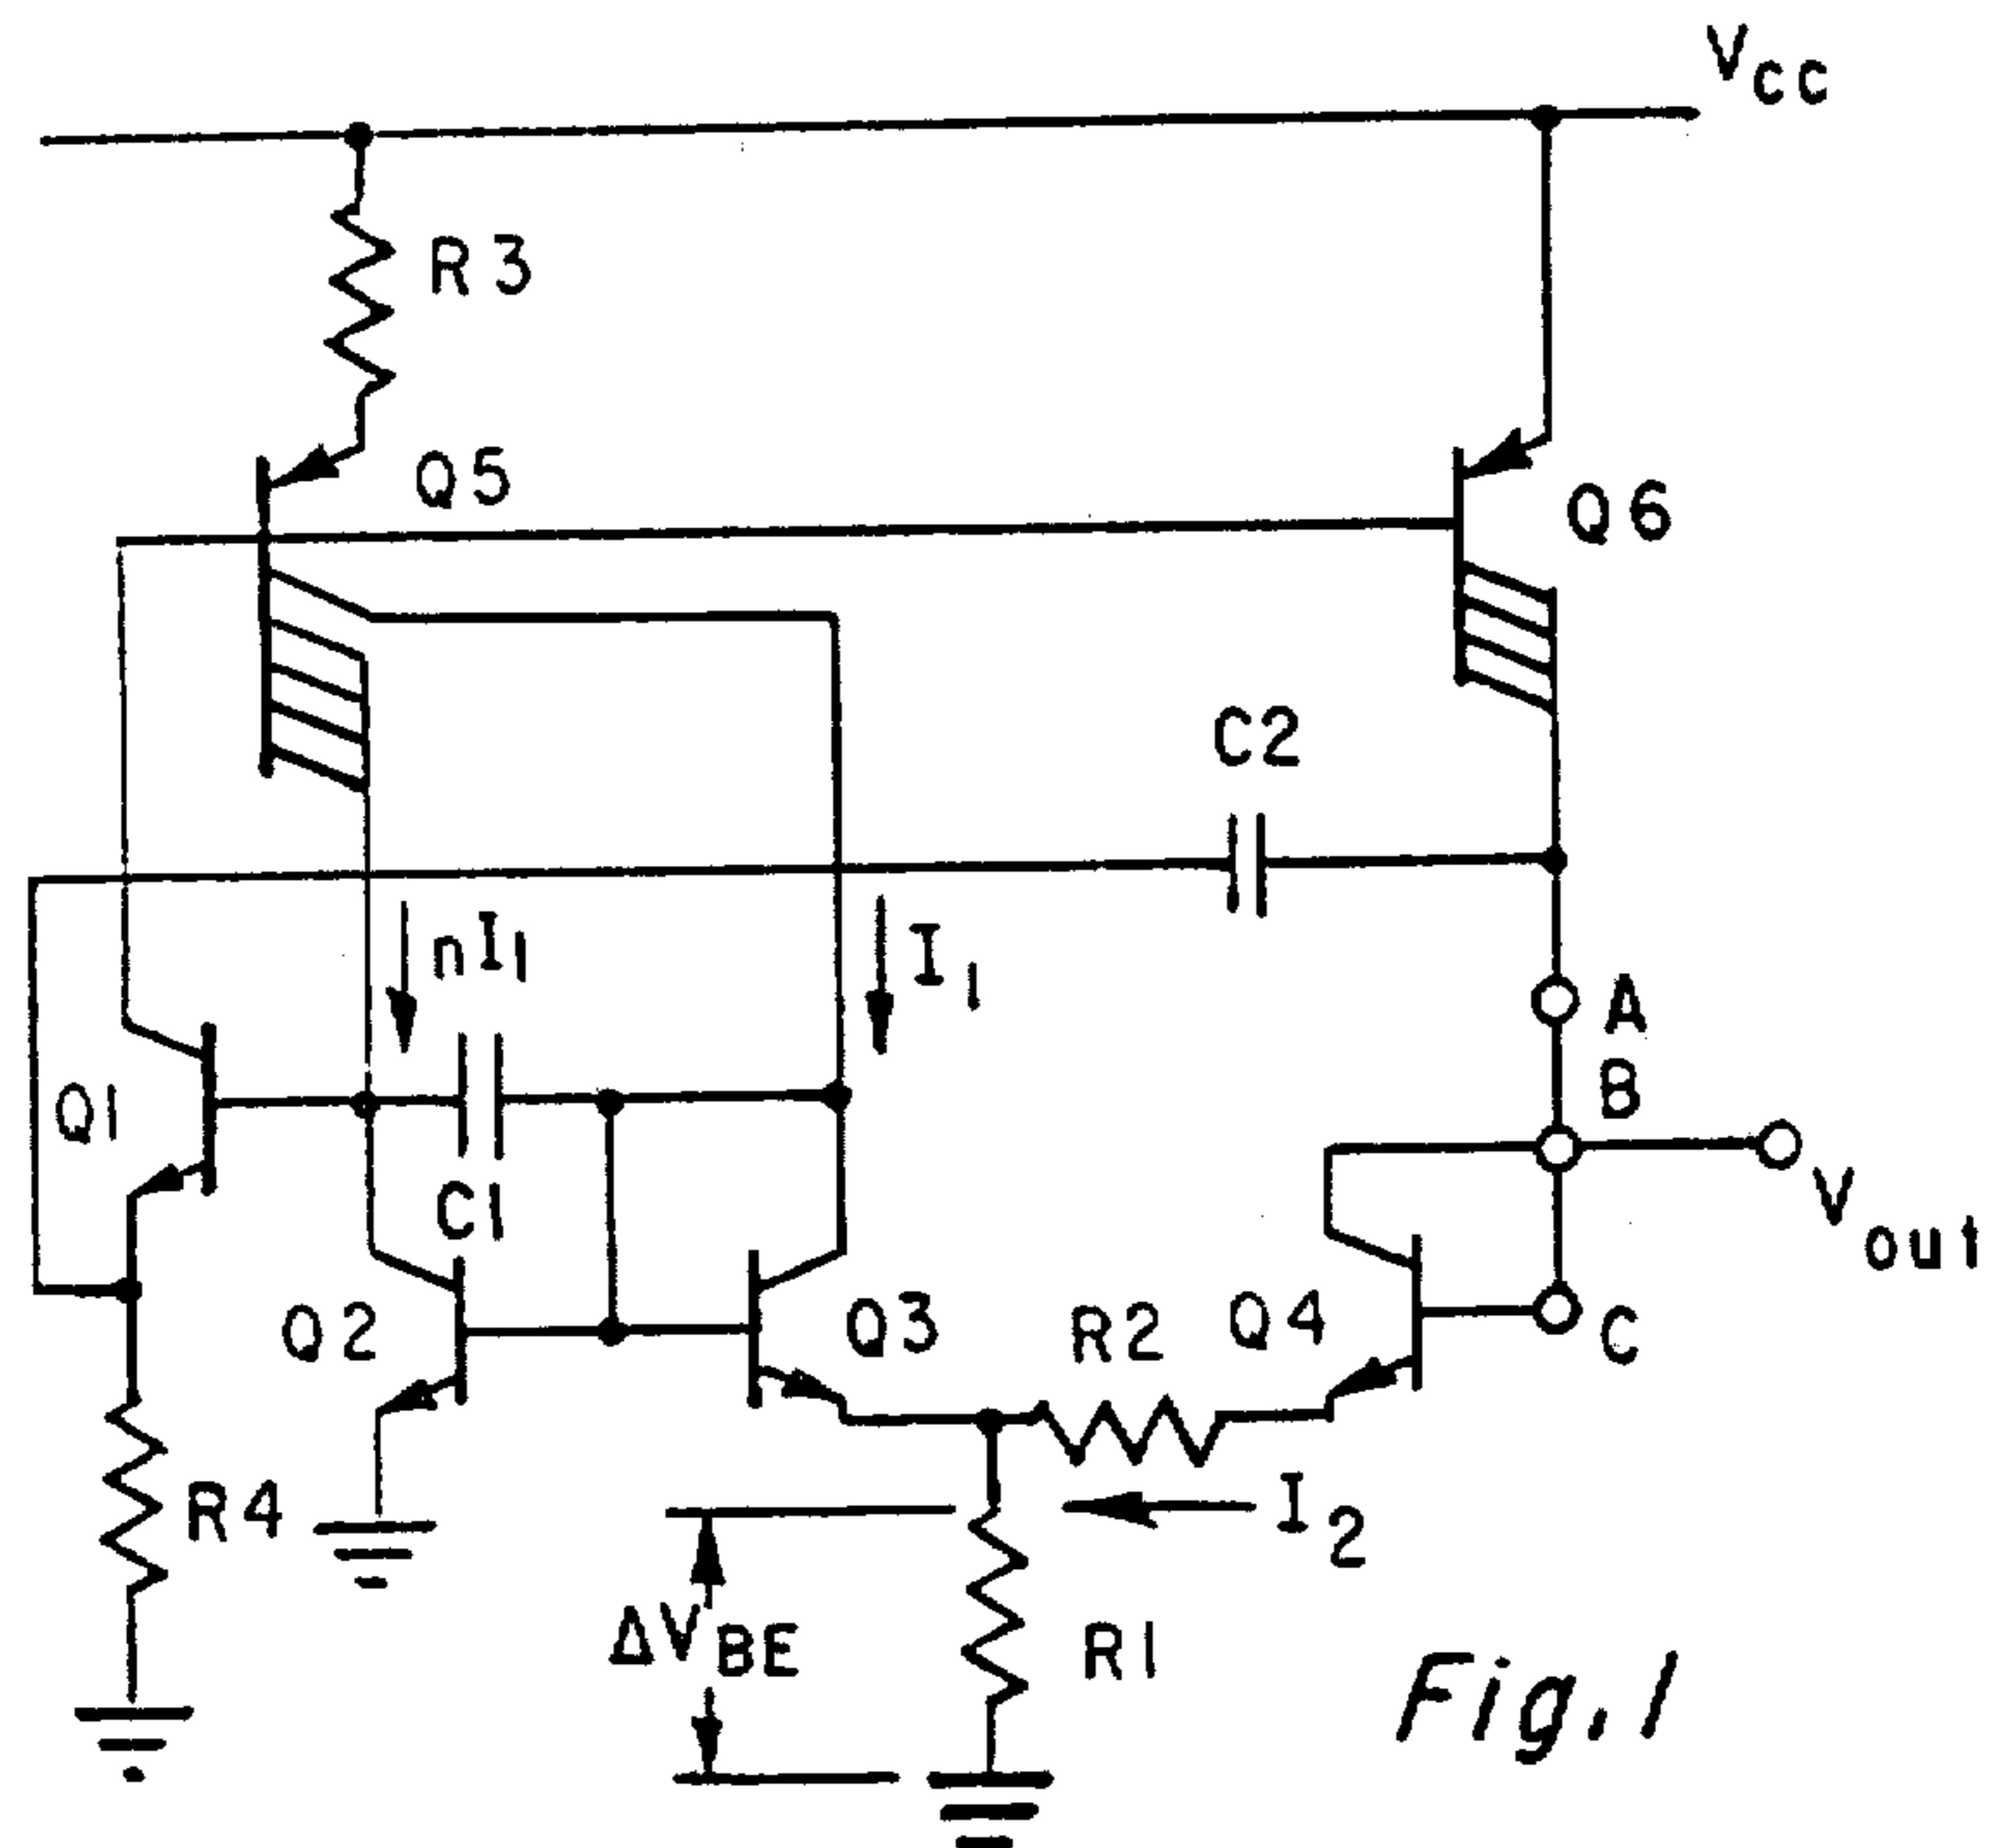 VCC
R3
Q5
Q6
C2
nI1
I1
A
B
Q1
C1
Vout
Q2
Q3
R2
Q4
C
R4
I2
ΔVBE
R1
Fig. 1